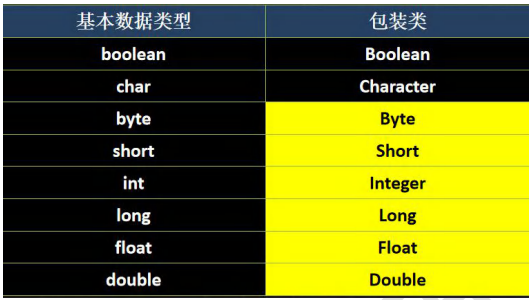 基本数据类型 包装类
boolean Boolean
char Character
byte Byte
short Short
int Integer
long Long
float Float
double Double